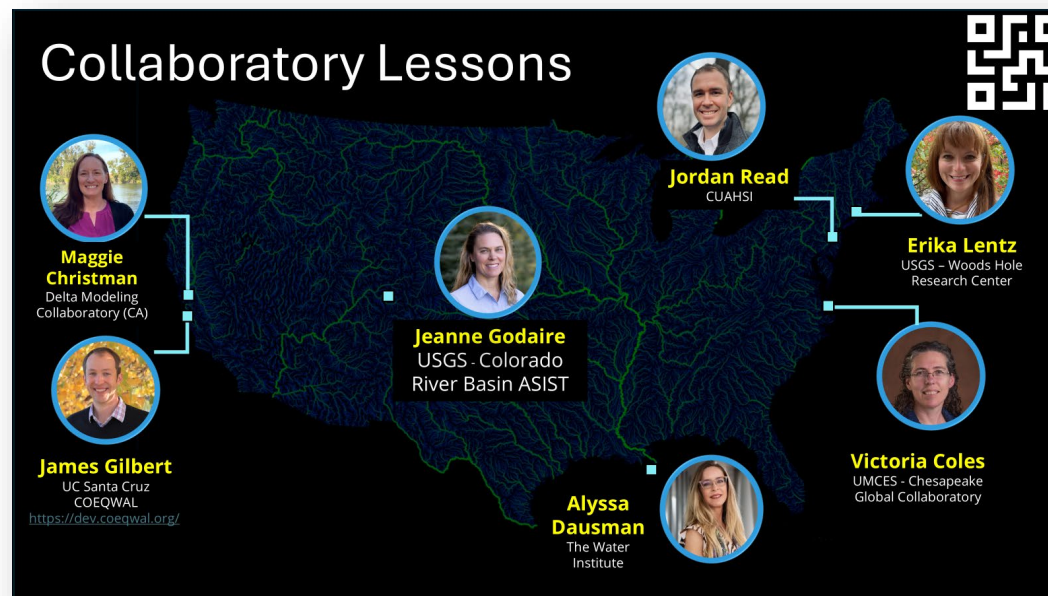 Collaboratory Lessons
Maggie
Christman
Delta Modeling
Collaboratory (CA)
James Gilbert
UC Santa Cruz
COEQWAL
https://dev.coeqwal.org/
Jeanne Godaire
USGS - Colorado
River Basin ASIST
Jordan Read
CUAHSI
Erika Lentz
USGS – Woods Hole
Research Center
Alyssa
Dausman
The Water
Institute
Victoria Coles
UMCES - Chesapeake
Global Collaboratory